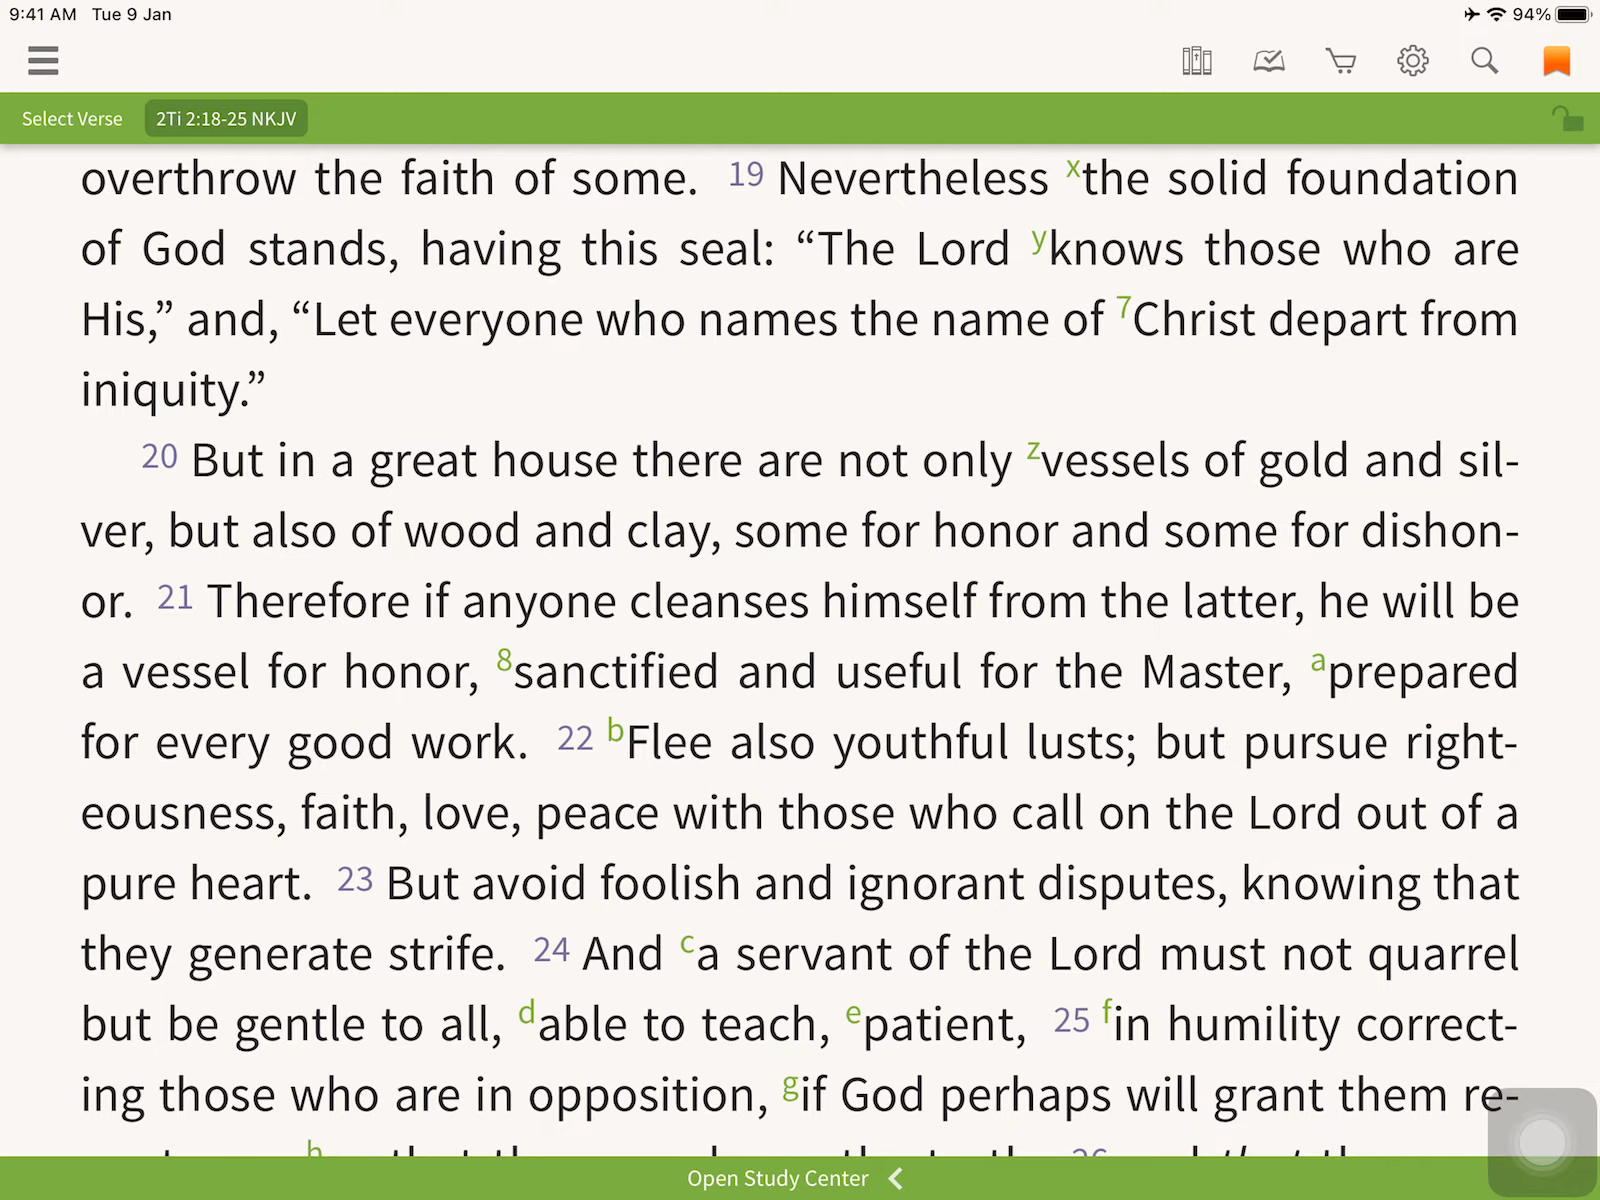 9:41 AM Tue 9 Jan 94%
Select Verse 2Ti 2:18-25 NKJV
overthrow the faith of some. 19 Nevertheless xthe solid foundation
of God stands, having this seal: “The Lord yknows those who are
His,” and, “Let everyone who names the name of 7Christ depart from
iniquity.”
20 But in a great house there are not only zvessels of gold and sil-
ver, but also of wood and clay, some for honor and some for dishon-
or. 21 Therefore if anyone cleanses himself from the latter, he will be
a vessel for honor, 8sanctified and useful for the Master, aprepared
for every good work. 22 bFlee also youthful lusts; but pursue right-
eousness, faith, love, peace with those who call on the Lord out of a
pure heart. 23 But avoid foolish and ignorant disputes, knowing that
they generate strife. 24 And ca servant of the Lord must not quarrel
but be gentle to all, dable to teach, epatient, 25 fin humility correct-
ing those who are in opposition, gif God perhaps will grant them re-
Open Study Center